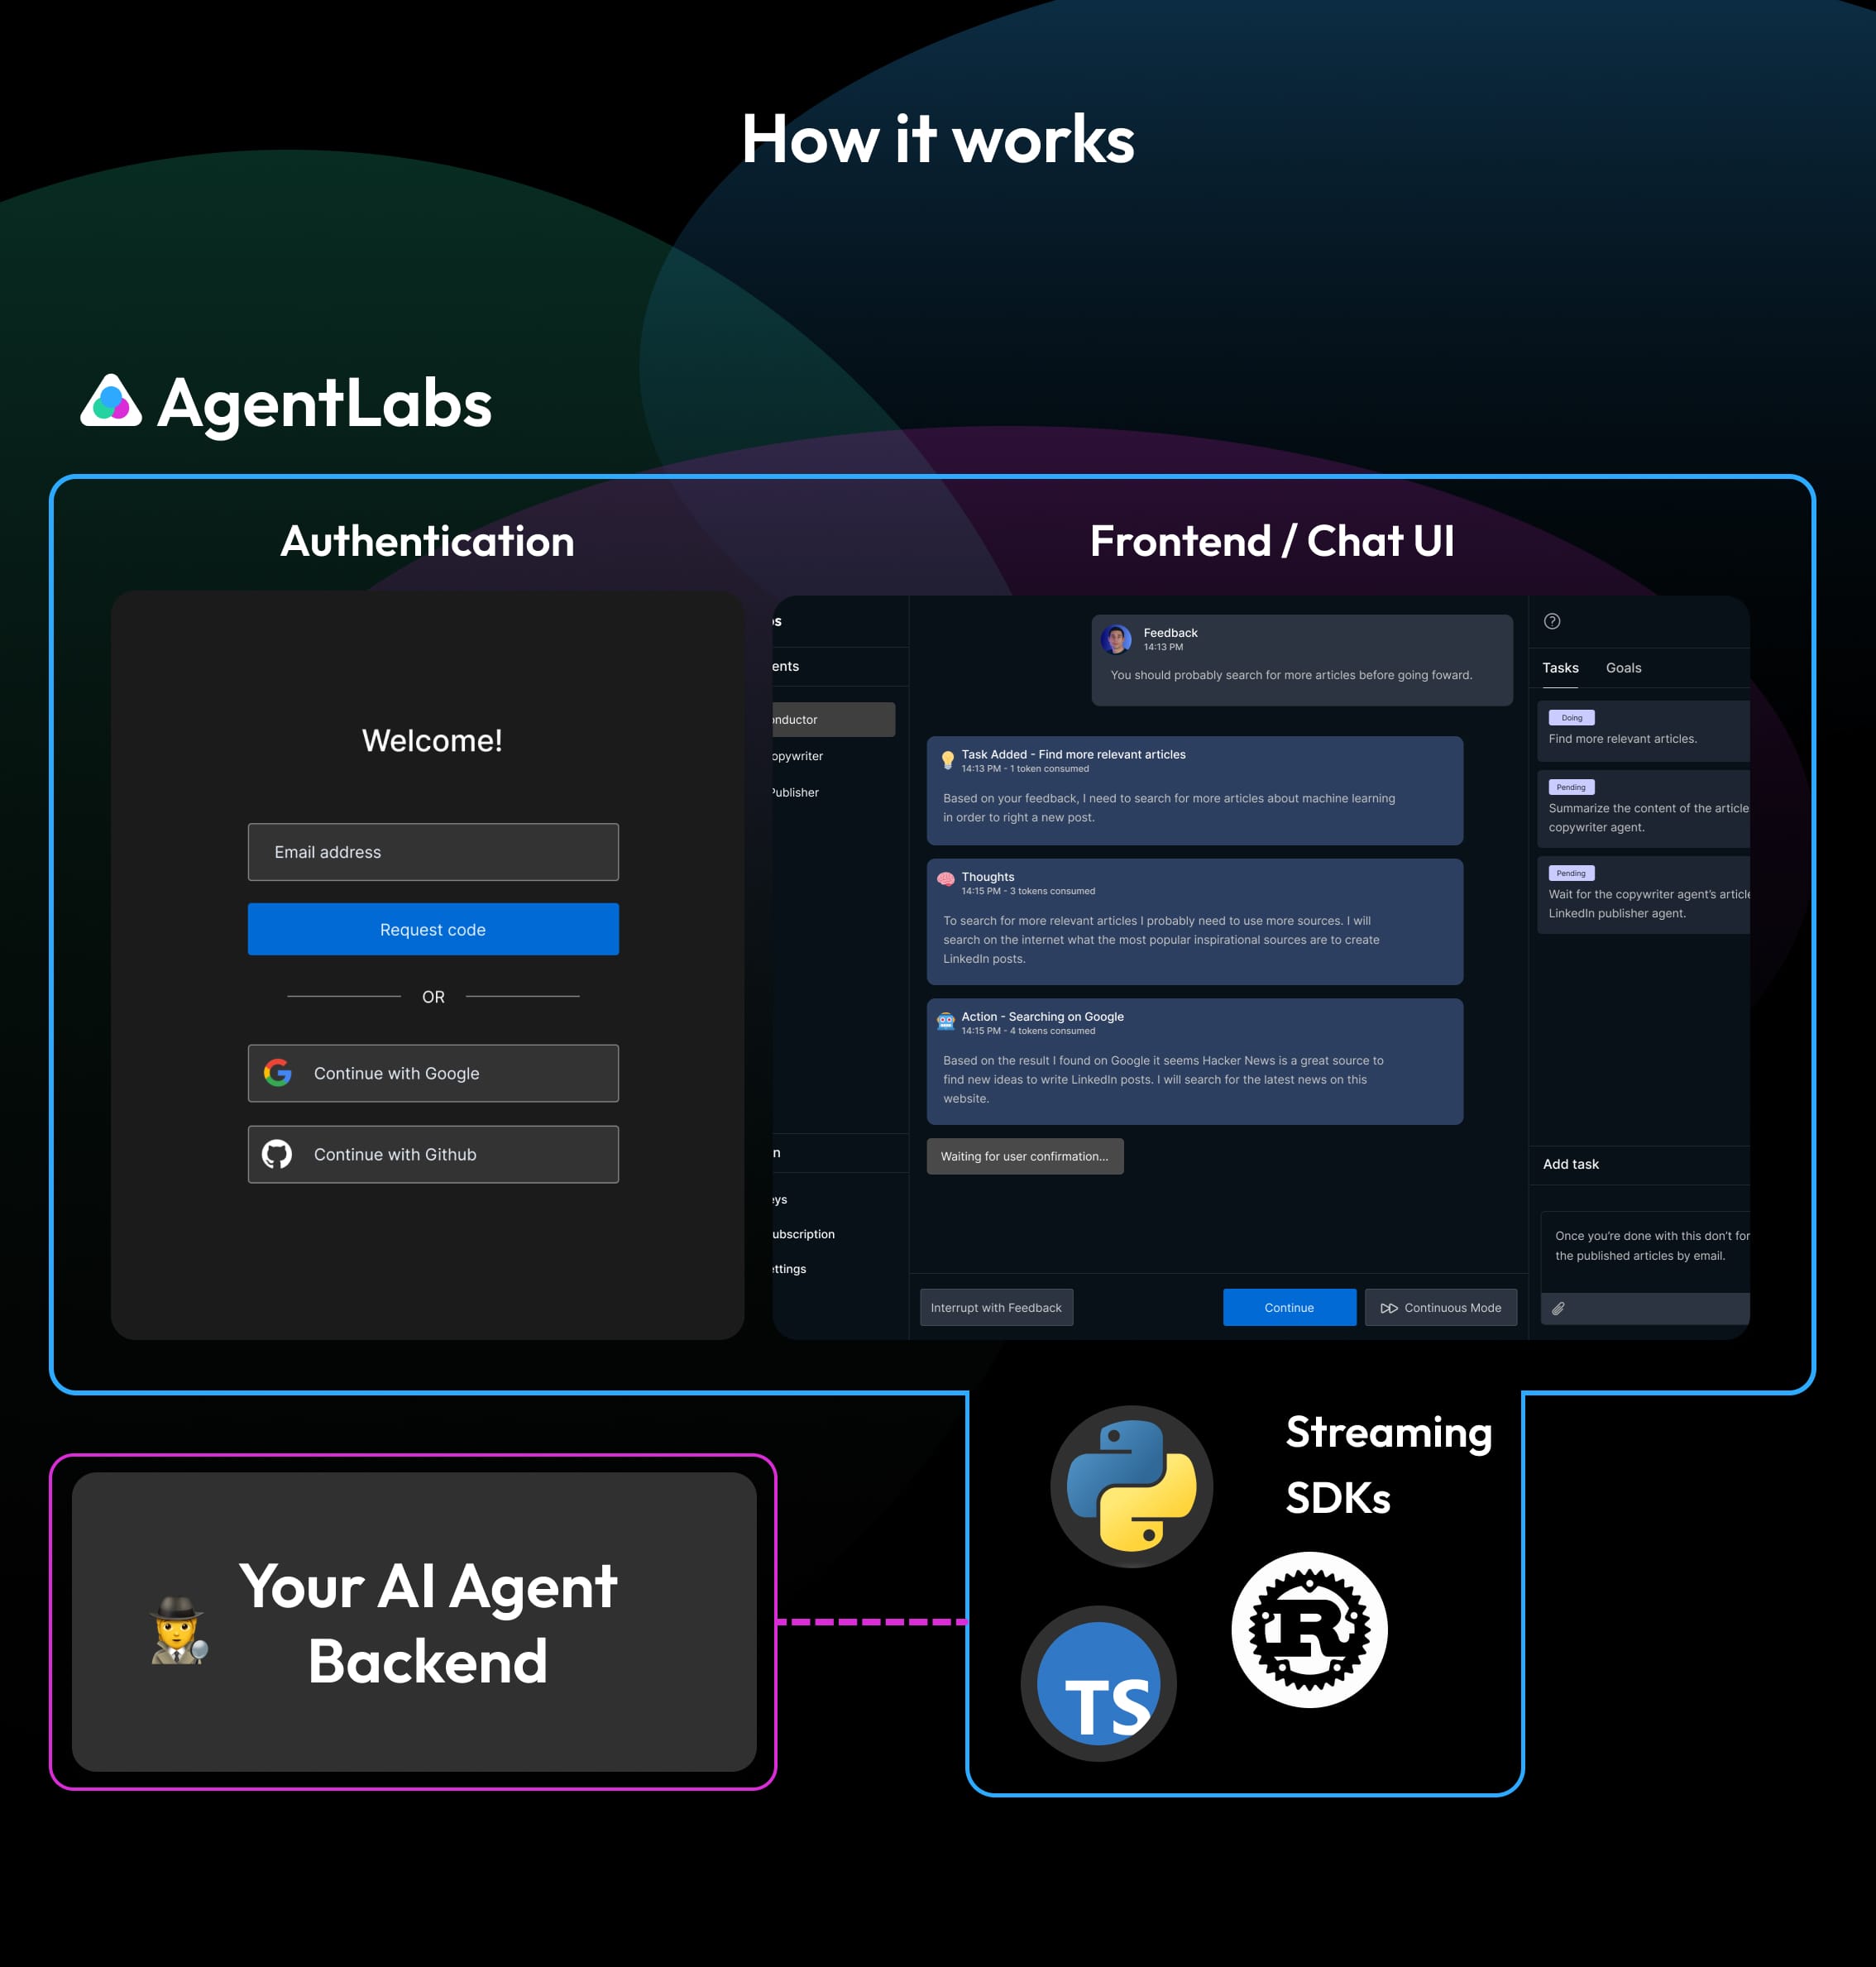 How it works
AgentLabs
Authentication
Welcome!
Email address
Request code
OR
Continue with Google
Continue with Github
Frontend / Chat UI
os
ents
onductor
opywriter
Publisher
n
eys
ubscription
ettings
Feedback
14:13 PM
You should probably search for more articles before going foward.
Task Added - Find more relevant articles
14:13 PM - 1 token consumed
Based on your feedback, I need to search for more articles about machine learning
in order to right a new post.
Thoughts
14:15 PM - 3 tokens consumed
To search for more relevant articles I probably need to use more sources. I will
search on the internet what the most popular inspirational sources are to create
LinkedIn posts.
Action - Searching on Google
14:15 PM - 4 tokens consumed
Based on the result I found on Google it seems Hacker News is a great source to
find new ideas to write LinkedIn posts. I will search for the latest news on this
website.
Waiting for user confirmation...
Interrupt with Feedback
Continue
Continuous Mode
Tasks Goals
Doing
Find more relevant articles.
Pending
Summarize the content of the article
copywriter agent.
Pending
Wait for the copywriter agent’s article
LinkedIn publisher agent.
Add task
Once you’re done with this don’t for
the published articles by email.
Your AI Agent
Backend
Streaming
SDKs
R
TS